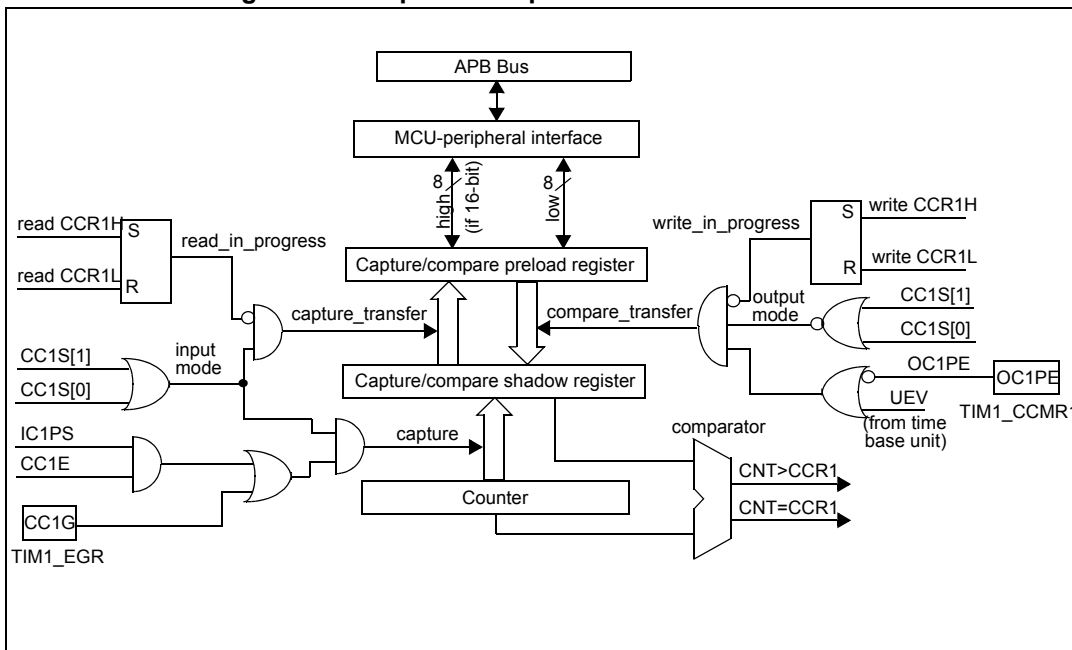 APB Bus
MCU-peripheral interface
8
high
(if 16-bit)
8
low
read CCR1H
S
read_in_progress
read CCR1L
R
write_in_progress
S
write CCR1H
R
write CCR1L
Capture/compare preload register
capture_transfer
compare_transfer
output
mode
CC1S[1]
CC1S[0]
CC1S[1]
CC1S[0]
input
mode
Capture/compare shadow register
OC1PE
OC1PE
UEV
(from time
base unit)
TIM1_CCMR1
IC1PS
CC1E
capture
comparator
Counter
CNT>CCR1
CNT=CCR1
CC1G
TIM1_EGR